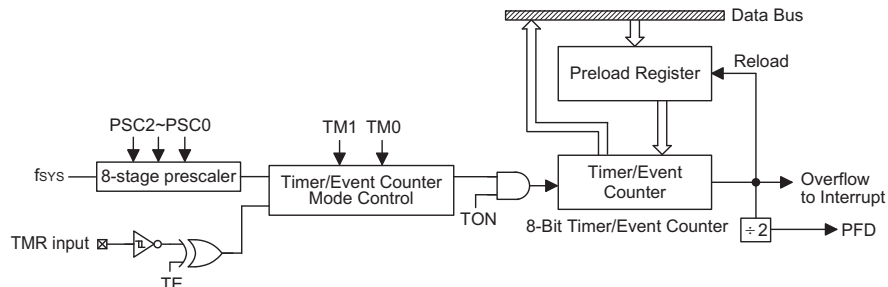 Data Bus
Preload Register
Reload
PSC2~PSC0
TM1 TM0
fSYS
8-stage prescaler
Timer/Event Counter
Mode Control
Timer/Event
Counter
Overflow
to Interrupt
TON
8-Bit Timer/Event Counter
÷2
PFD
TMR input
TE